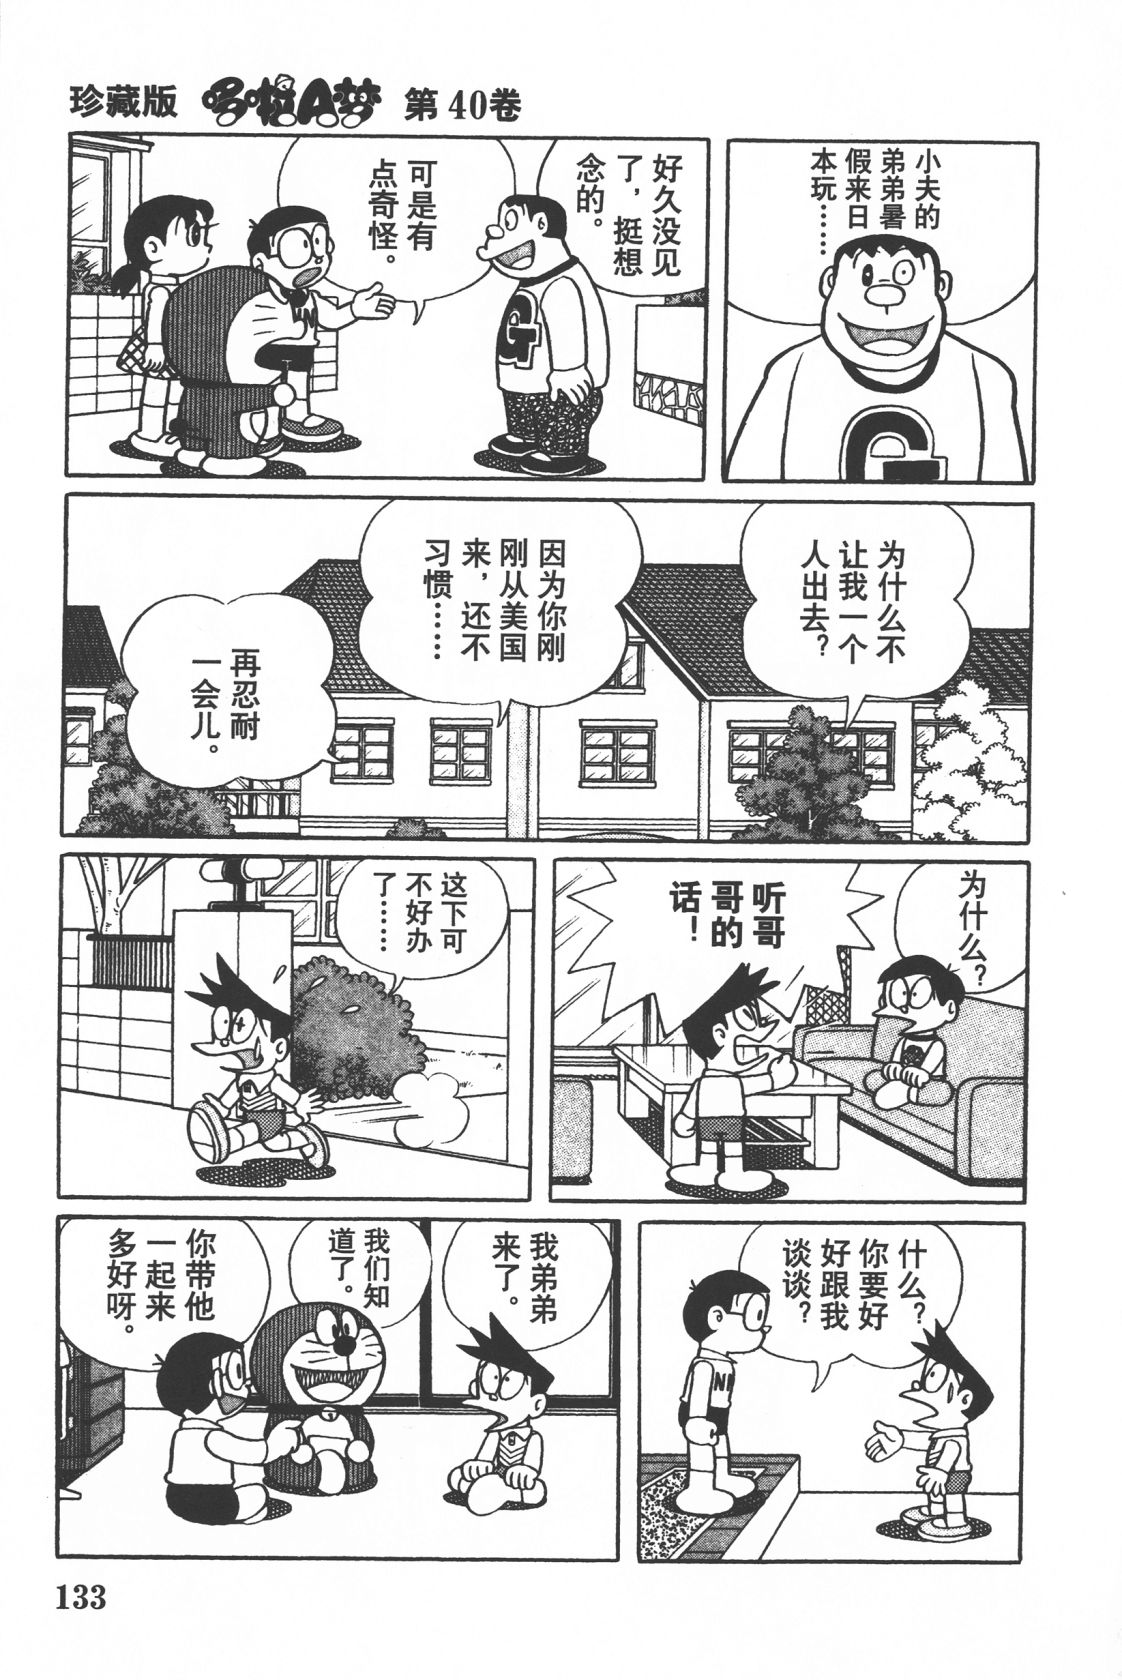 珍藏版 哆啦A梦 第40卷
小夫的
弟弟暑
假来日
本玩……
好久没见
了，挺想
念的。
可是有
点奇怪。
为什么不
让我一个
人出去？
因为你刚
刚从美国
来，还不
习惯……
再忍耐
一会儿。
为什么？
听哥
哥的
话！
这下可
不好办
了……
什么？
你要好
好跟我
谈谈？
我弟弟
来了。
我们知
道了。
你带他
一起来
多好呀。
133